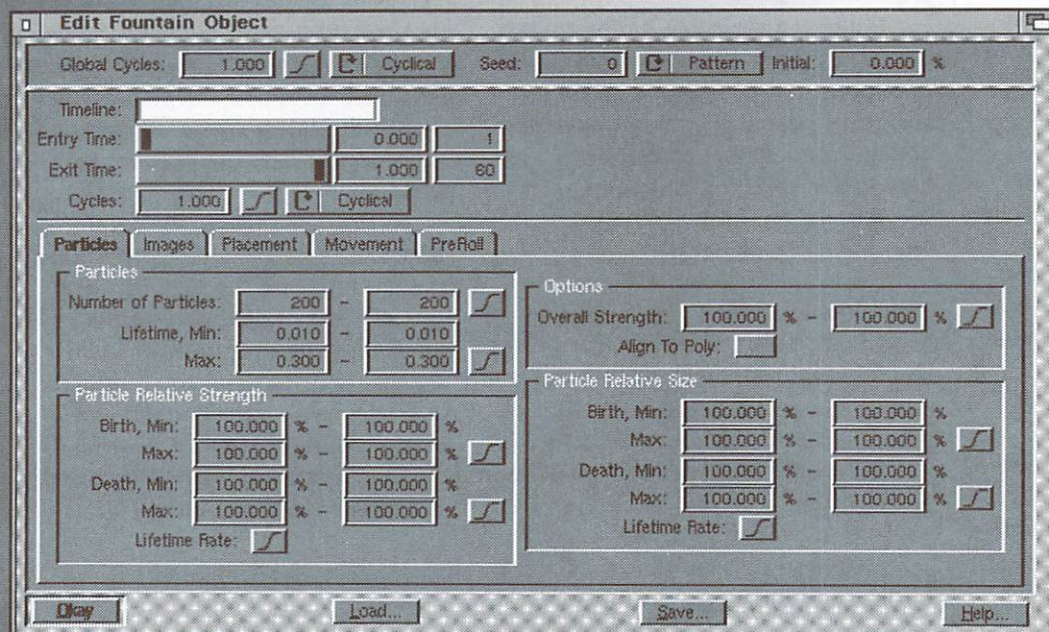 Edit Fountain Object
Global Cycles: 1.000 Cyclical Seed: 0 Pattern Initial: 0.000 %
Timeline:
Entry Time: 0.000 1
Exit Time: 1.000 60
Cycles: 1.000 Cyclical
Particles Images Placement Movement PreRoll
Particles
Number of Particles: 200 - 200
Lifetime, Min: 0.010 - 0.010
Max: 0.300 - 0.300
Options
Overall Strength: 100.000 % - 100.000 %
Align To Poly:
Particle Relative Strength
Birth, Min: 100.000 % - 100.000 %
Max: 100.000 % - 100.000 %
Death, Min: 100.000 % - 100.000 %
Max: 100.000 % - 100.000 %
Lifetime Rate:
Particle Relative Size
Birth, Min: 100.000 % - 100.000 %
Max: 100.000 % - 100.000 %
Death, Min: 100.000 % - 100.000 %
Max: 100.000 % - 100.000 %
Lifetime Rate:
Okay Load... Save... Help...